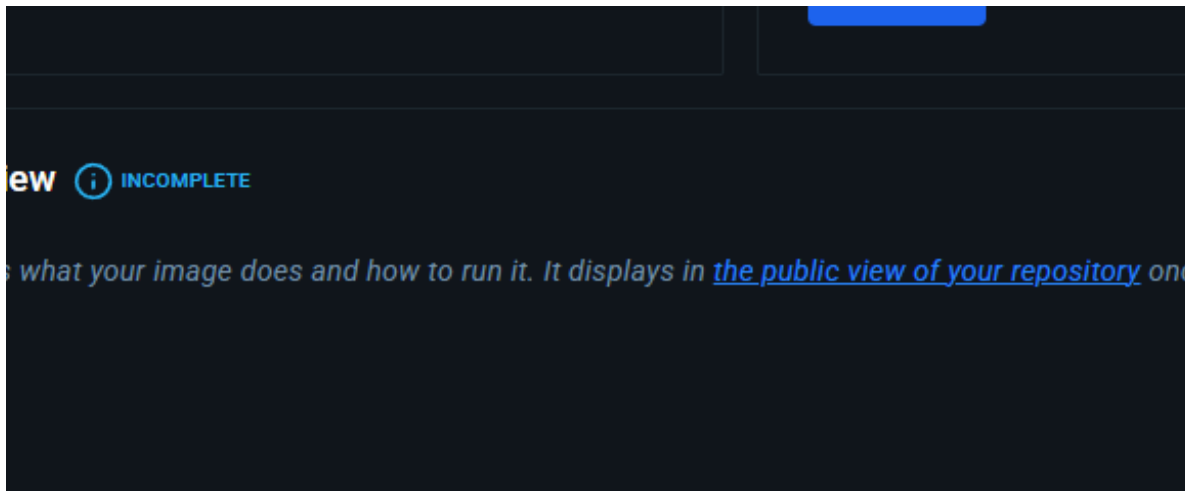 iew INCOMPLETE
s what your image does and how to run it. It displays in the public view of your repository onc